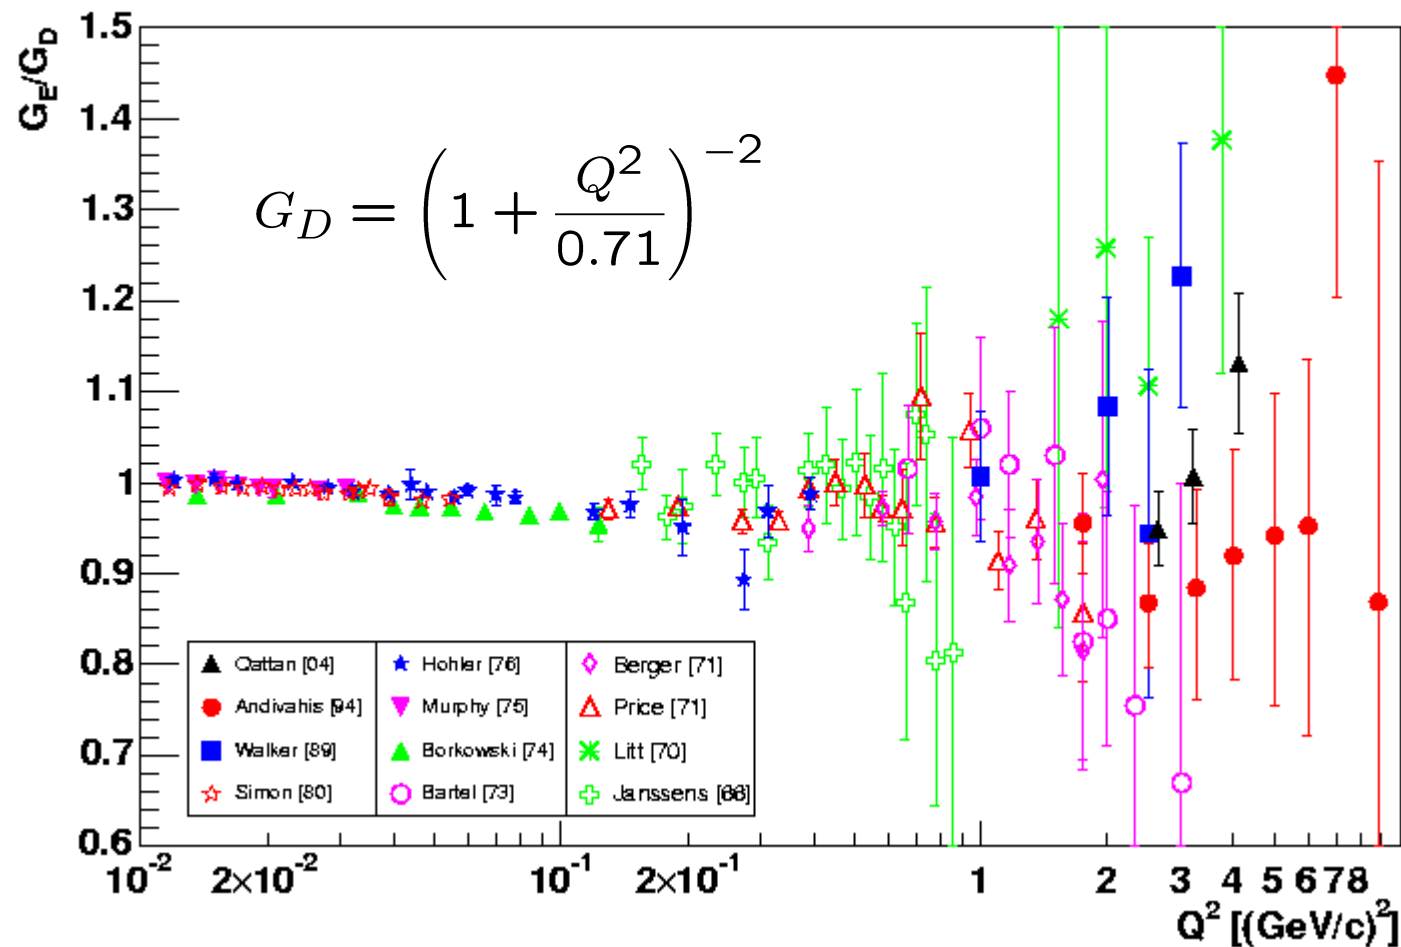 G_E/G_D
1.5
1.4
1.3
1.2
1.1
1
0.9
0.8
0.7
0.6
G_D = (1 + Q^2/0.71)^-2
Qattan [04]
Andivahis [94]
Walker [89]
Simon [80]
Hohler [76]
Murphy [75]
Borkowski [74]
Bartel [73]
Berger [71]
Price [71]
Litt [70]
Janssens [66]
10^-2 2×10^-2 10^-1 2×10^-1 1 2 3 4 5 6 7 8
Q^2 [(GeV/c)^2]